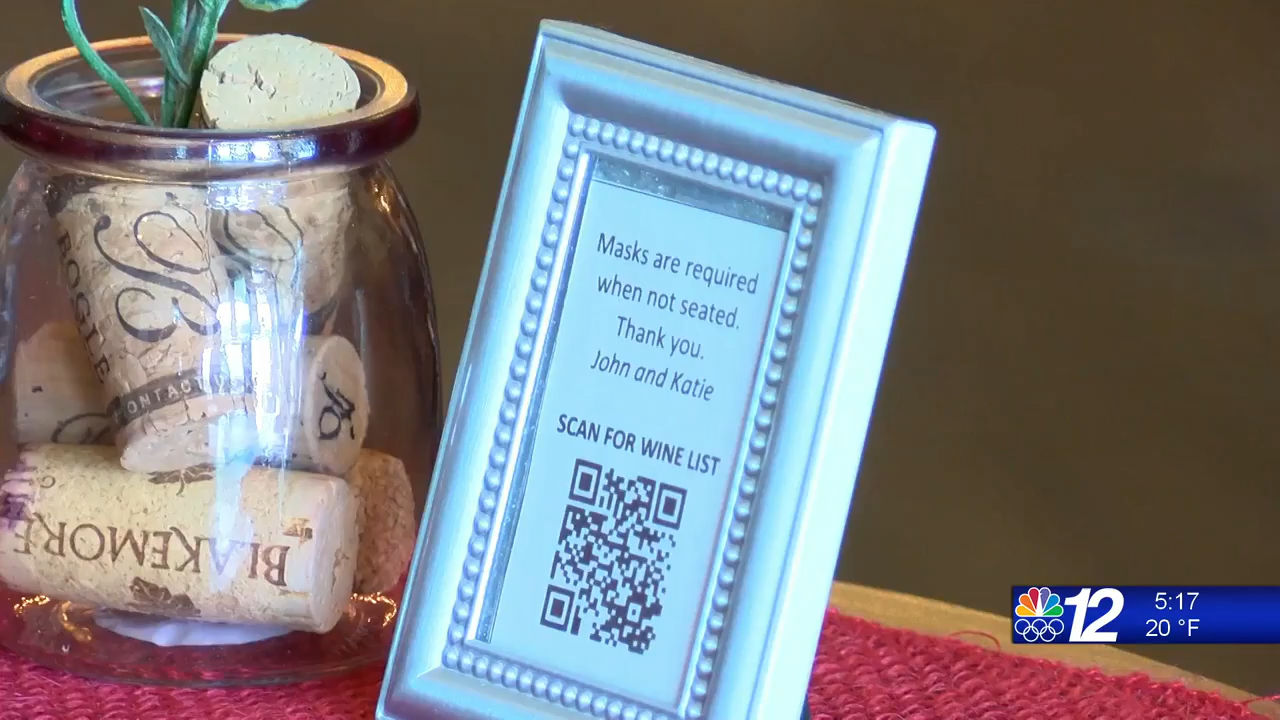 B
Masks are required
when not seated.
Thank you.
John and Katie
SCAN FOR WINE LIST
BLAKEMORE
12
5:17
20 °F